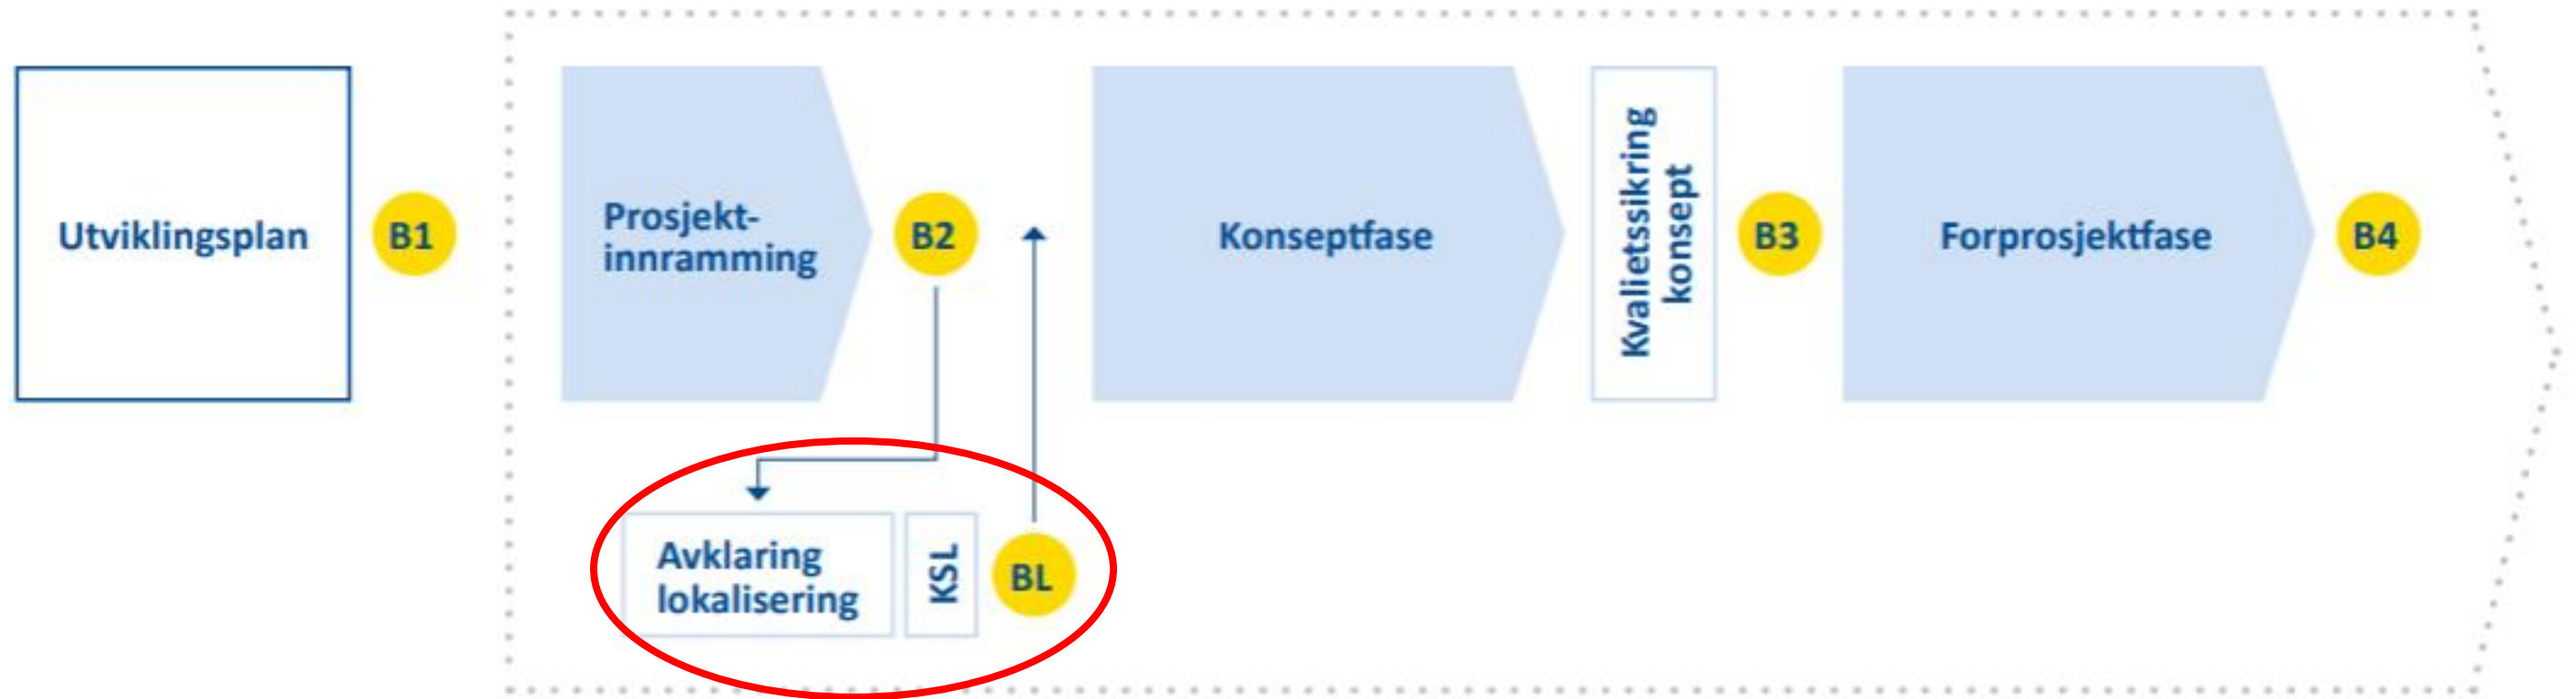 Utviklingsplan
B1
Prosjekt-
innramming
B2
Konseptfase
Kvalietssikring
konsept
B3
Forprosjektfase
B4
Avklaring
lokalisering
KSL
BL